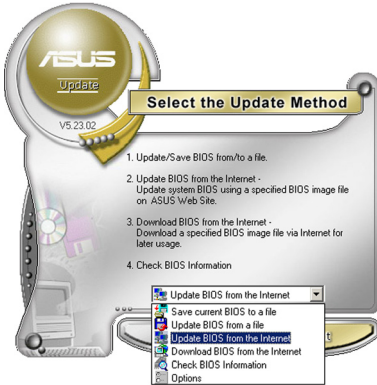 ASUS
Update
V5.23.02
Select the Update Method
1. Update/Save BIOS from/to a file.
2. Update BIOS from the Internet -
Update system BIOS using a specified BIOS image file
on ASUS Web Site.
3. Download BIOS from the Internet -
Download a specified BIOS image file via Internet for
later usage.
4. Check BIOS Information
Update BIOS from the Internet
Save current BIOS to a file
Update BIOS from a file
Update BIOS from the Internet
Download BIOS from the Internet
Check BIOS Information
Options